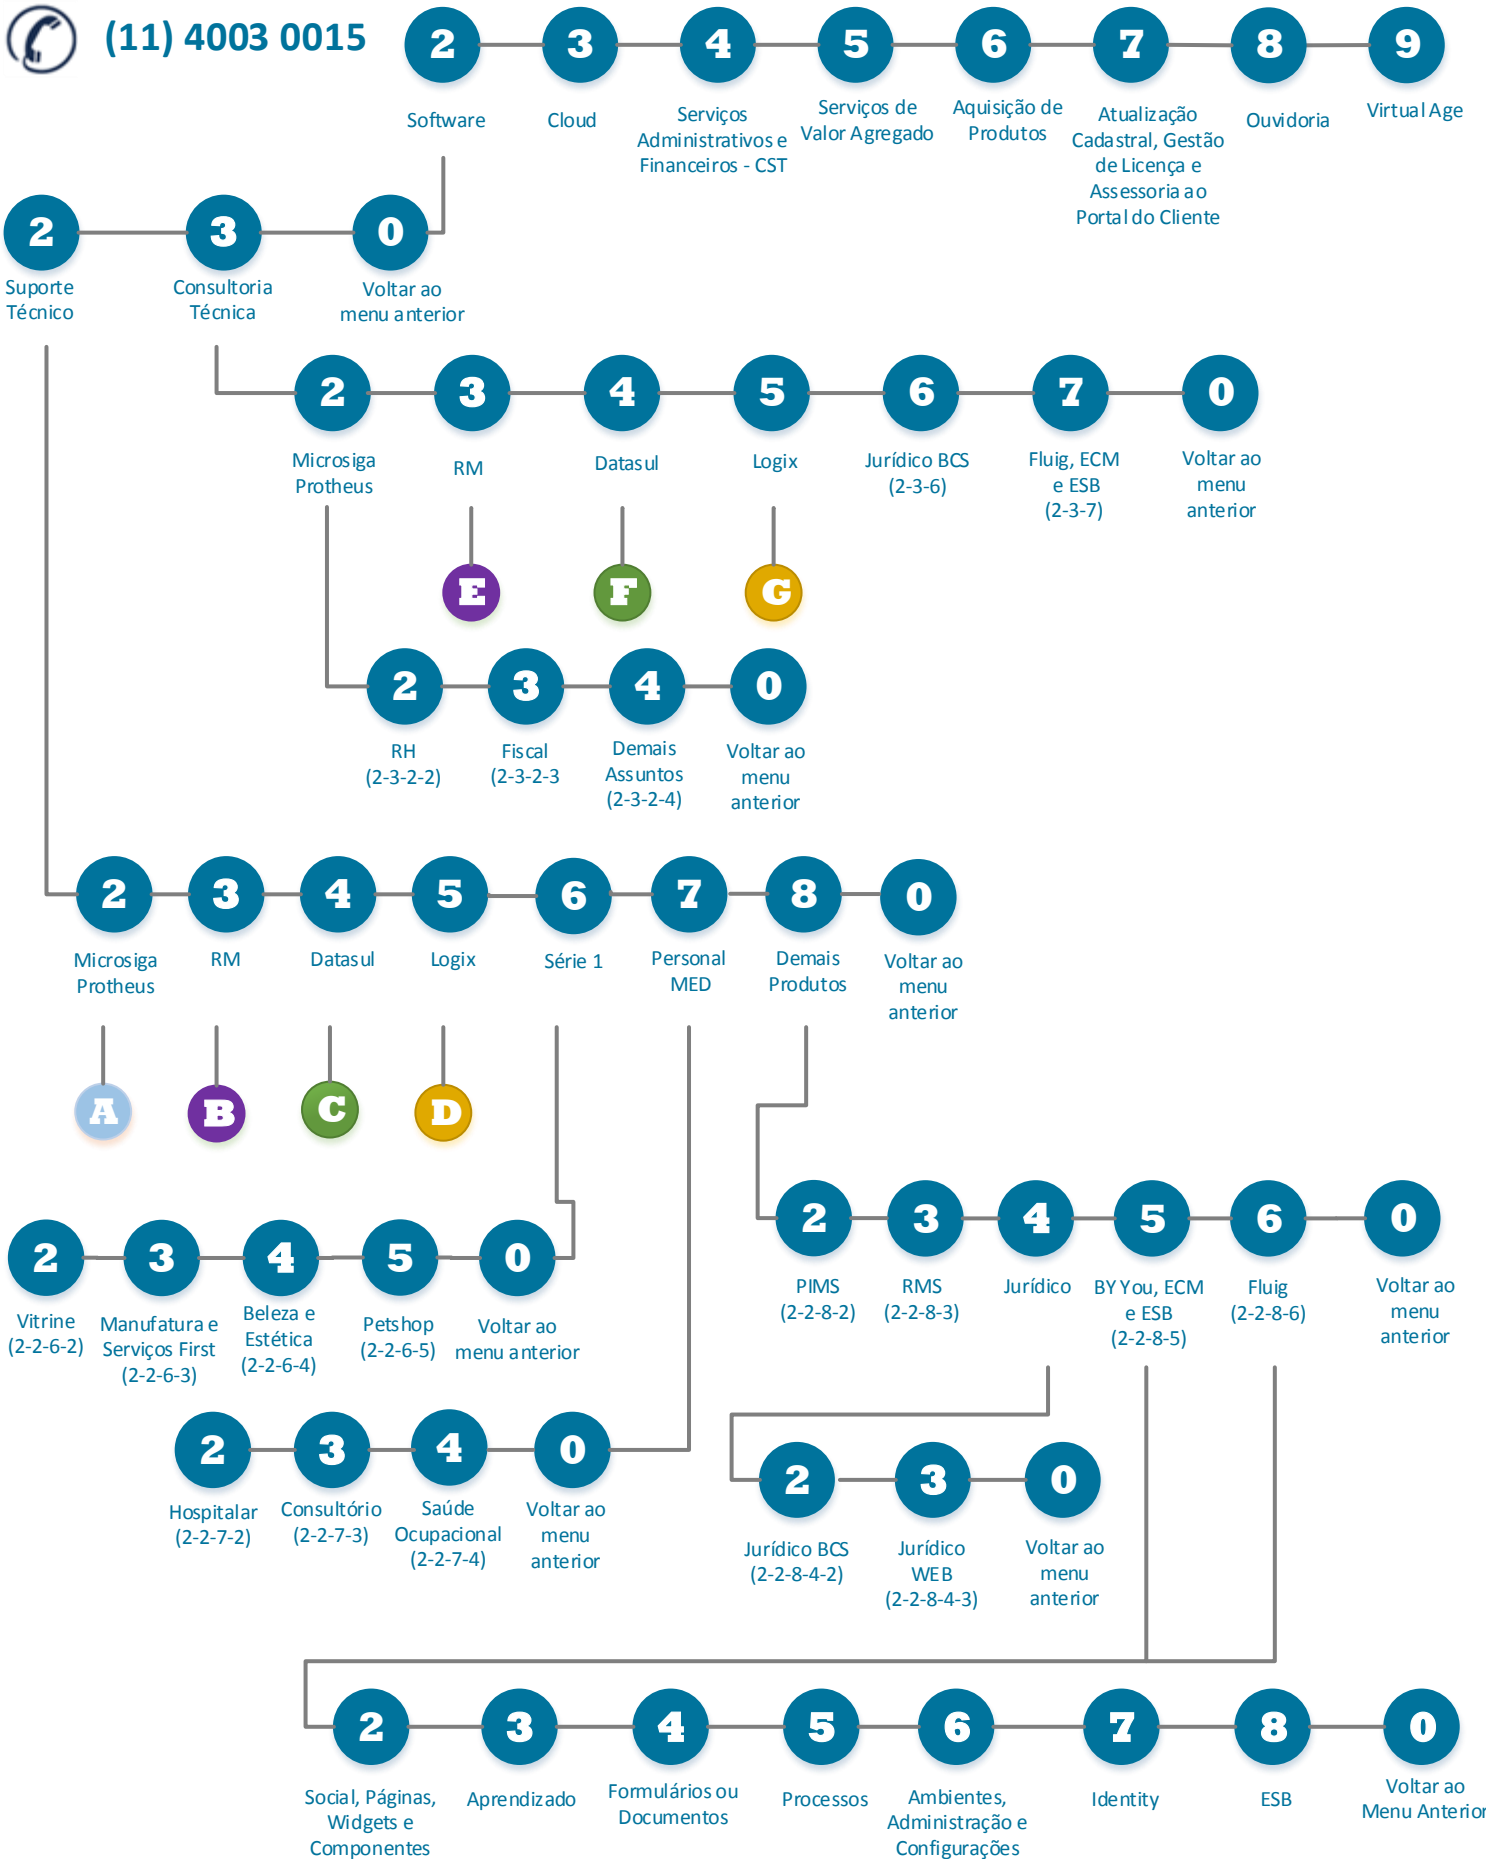 (11) 4003 0015
2 3 4 5 6 7 8 9
Software
Cloud
Serviços
Administrativos e
Financeiros - CST
Serviços de
Valor Agregado
Aquisição de
Produtos
Atualização
Cadastral, Gestão
de Licença e
Assessoria ao
Portal do Cliente
Ouvidoria
Virtual Age
2 3 0
Suporte
Técnico
Consultoria
Técnica
Voltar ao
menu anterior
2 3 4 5 6 7 0
Microsiga
Protheus
RM
Datasul
Logix
Jurídico BCS
(2-3-6)
Fluig, ECM
e ESB
(2-3-7)
Voltar ao
menu
anterior
E F G
2 3 4 0
RH
(2-3-2-2)
Fiscal
(2-3-2-3
Demais
Assuntos
(2-3-2-4)
Voltar ao
menu
anterior
2 3 4 5 6 7 8 0
Microsiga
Protheus
RM
Datasul
Logix
Série 1
Personal
MED
Demais
Produtos
Voltar ao
menu
anterior
A B C D
2 3 4 5 6 0
PIMS
(2-2-8-2)
RMS
(2-2-8-3)
Jurídico
BY You, ECM
e ESB
(2-2-8-5)
Fluig
(2-2-8-6)
Voltar ao
menu
anterior
2 3 4 5 0
Vitrine
(2-2-6-2)
Manufatura e
Serviços First
(2-2-6-3)
Beleza e
Estética
(2-2-6-4)
Petshop
(2-2-6-5)
Voltar ao
menu anterior
2 3 4 0
Hospitalar
(2-2-7-2)
Consultório
(2-2-7-3)
Saúde
Ocupacional
(2-2-7-4)
Voltar ao
menu
anterior
2 3 0
Jurídico BCS
(2-2-8-4-2)
Jurídico
WEB
(2-2-8-4-3)
Voltar ao
menu
anterior
2 3 4 5 6 7 8 0
Social, Páginas,
Widgets e
Componentes
Aprendizado
Formulários ou
Documentos
Processos
Ambientes,
Administração e
Configurações
Identity
ESB
Voltar ao
Menu Anterior